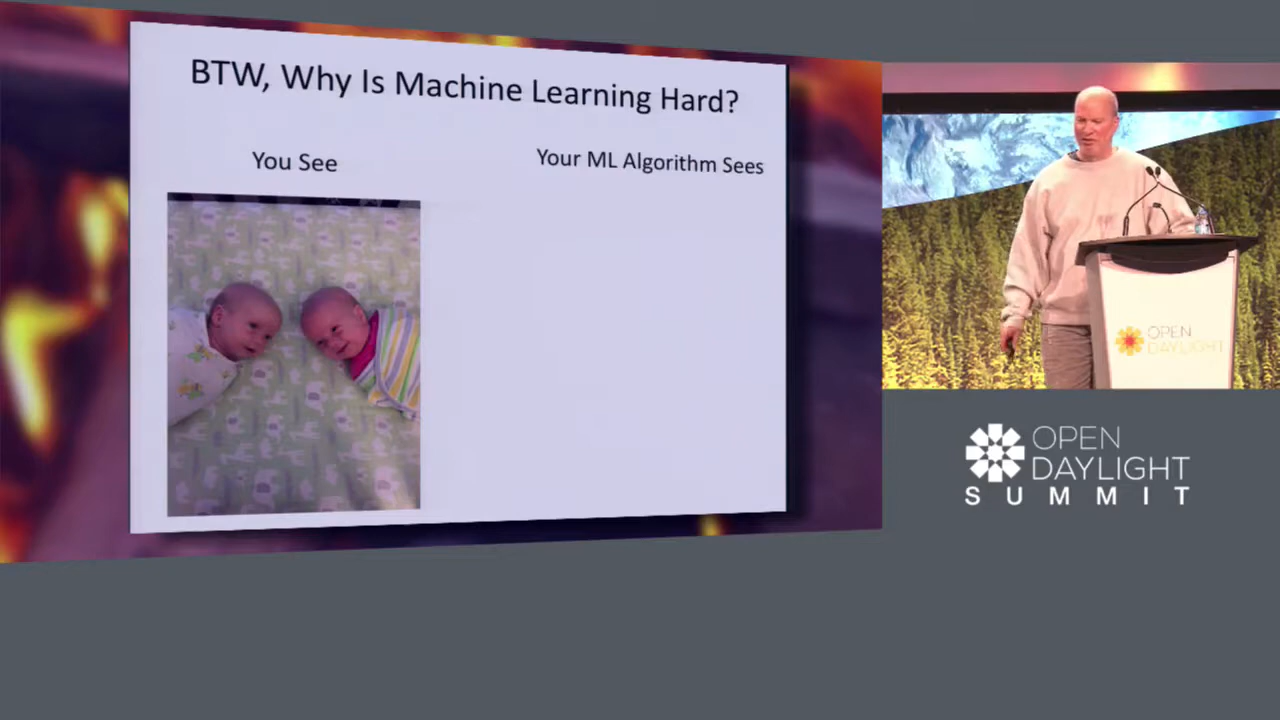 BTW, Why Is Machine Learning Hard?
You See
Your ML Algorithm Sees
OPEN
DAYLIGHT
OPEN
DAYLIGHT
SUMMIT